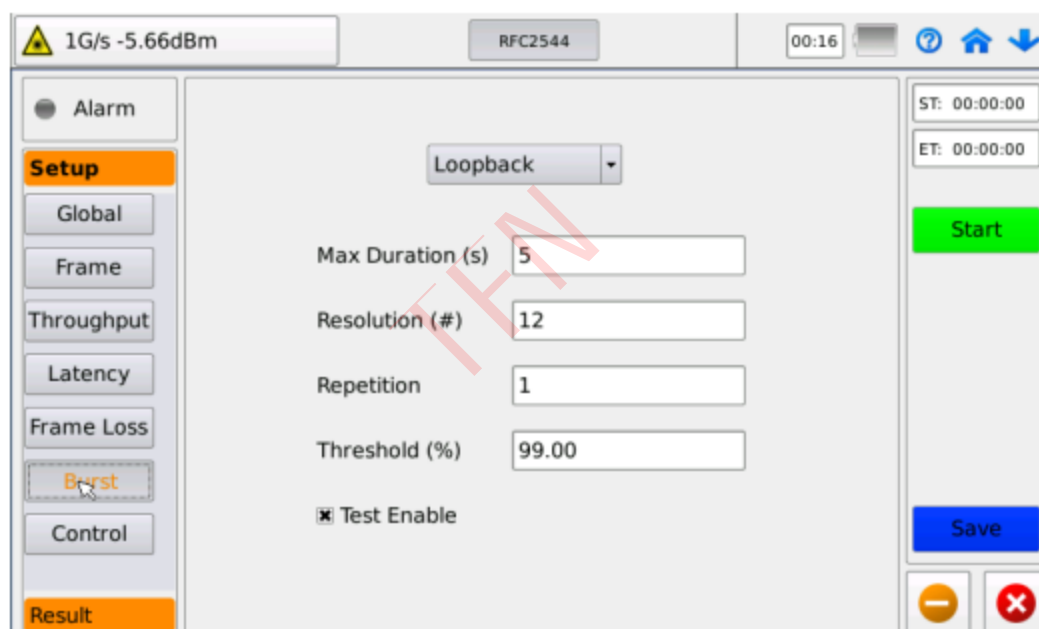 1G/s -5.66dBm
RFC2544
00:16
Alarm
Setup
Global
Frame
Throughput
Latency
Frame Loss
Burst
Control
Result
Loopback
Max Duration (s) 5
Resolution (#) 12
Repetition 1
Threshold (%) 99.00
Test Enable
TFN
ST: 00:00:00
ET: 00:00:00
Start
Save